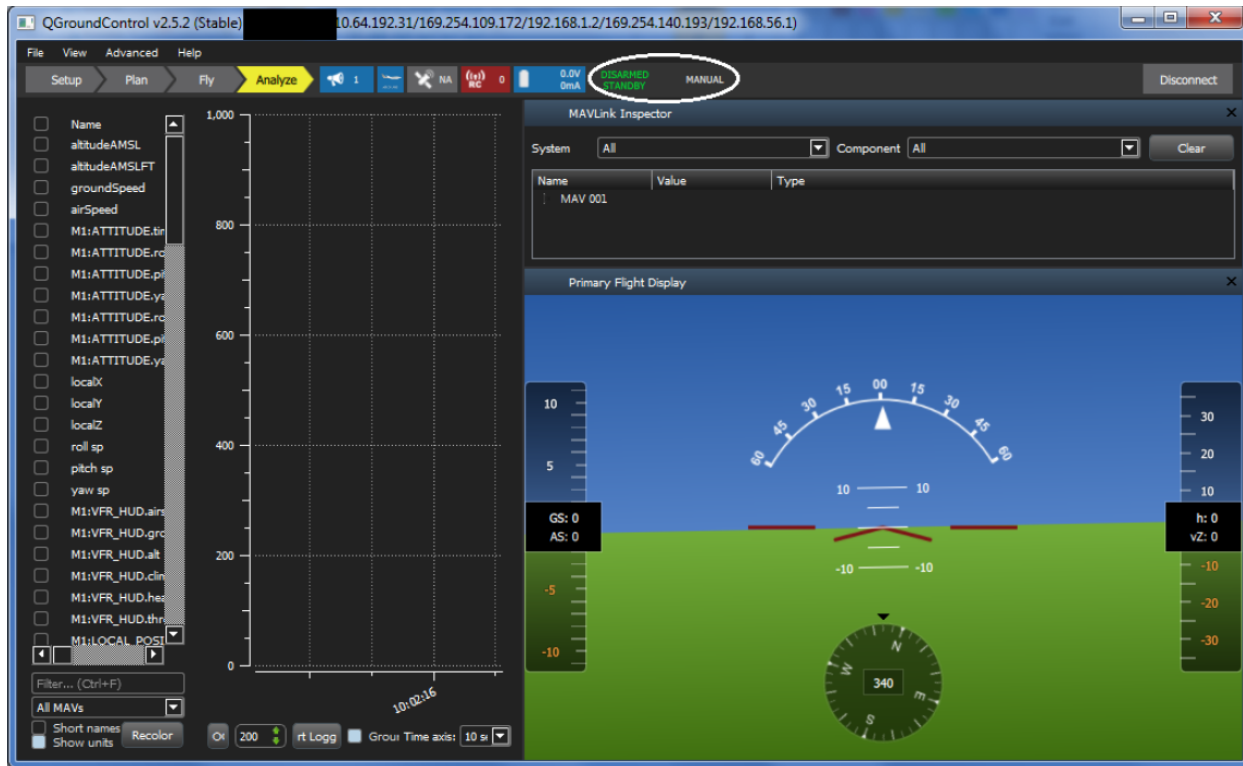 QGroundControl v2.5.2 (Stable) 10.64.192.31/169.254.109.172/192.168.1.2/169.254.140.193/192.168.56.1)
File View Advanced Help
Setup Plan Fly Analyze 1 NA RC 0 0.0V 0mA DISARMED STANDBY MANUAL Disconnect
Name
altitudeAMSL
altitudeAMSLFT
groundSpeed
airSpeed
M1:ATTITUDE.tir
M1:ATTITUDE.ro
M1:ATTITUDE.pi
M1:ATTITUDE.ya
M1:ATTITUDE.ro
M1:ATTITUDE.pi
M1:ATTITUDE.ya
localX
localY
localZ
roll sp
pitch sp
yaw sp
M1:VFR_HUD.airs
M1:VFR_HUD.gro
M1:VFR_HUD.alt
M1:VFR_HUD.clim
M1:VFR_HUD.hea
M1:VFR_HUD.thr
M1:LOCAL_POSI
Filter... (Ctrl+F)
All MAVs
Short names
Show units
Recolor
1,000
800
600
400
200
0
10:02:16
200 rt Logg Grour Time axis: 10 se
MAVLink Inspector
System All Component All Clear
Name Value Type
MAV 001
Primary Flight Display
10
5
GS: 0
AS: 0
-5
-10
60 45 30 15 00 15 30 45 60
10 10
-10 -10
N
W E
S
340
30
20
10
h: 0
vZ: 0
-10
-20
-30